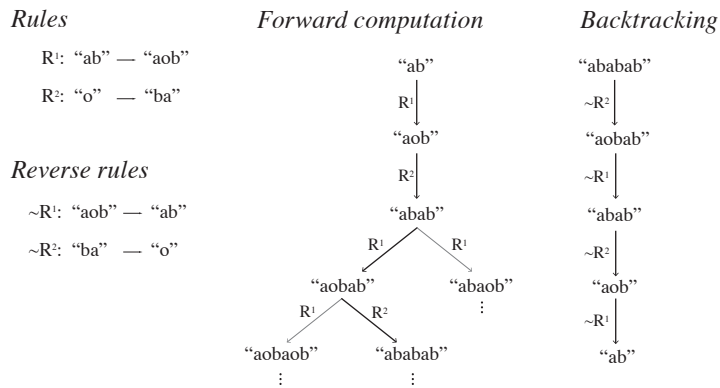 Rules
R¹: “ab” — “aob”
R²: “o” — “ba”
Reverse rules
~R¹: “aob” — “ab”
~R²: “ba” — “o”
Forward computation
“ab”
R¹
“aob”
R²
“abab”
R¹ R¹
“aobab” “abaob”
R¹ R² ⋮
“aobaob” “ababab”
⋮ ⋮
Backtracking
“ababab”
~R²
“aobab”
~R¹
“abab”
~R²
“aob”
~R¹
“ab”